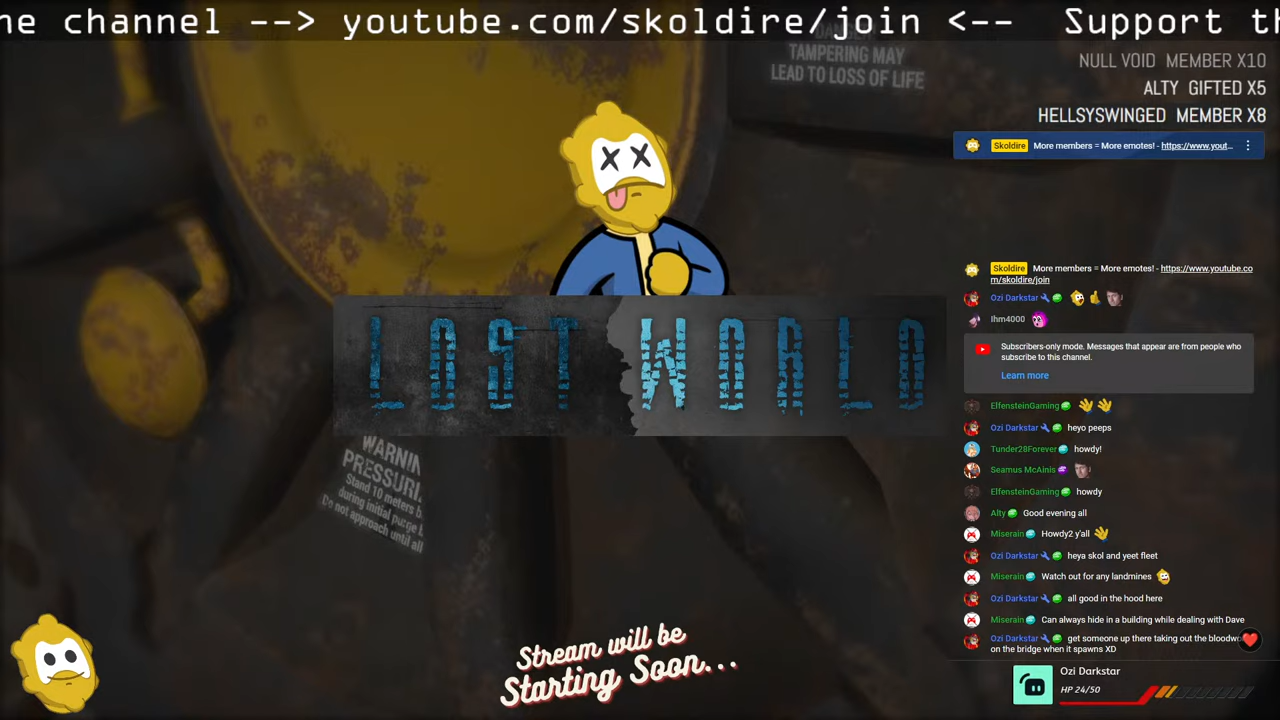 ne channel --> youtube.com/skoldire/join <-- Support th
TAMPERING MAY
LEAD TO LOSS OF LIFE
NULL VOID MEMBER X10
ALTY GIFTED X5
HELLSYSWINGED MEMBER X8
Skoldire More members = More emotes! - https://www.yout...
Skoldire More members = More emotes! - https://www.youtube.co
m/skoldire/join
Ozi Darkstar
Ihm4000
Subscribers-only mode. Messages that appear are from people who
subscribe to this channel.
Learn more
LOST WORLD
ElfensteinGaming
Ozi Darkstar heyo peeps
Tunder28Forever howdy!
Seamus McAinis
ElfensteinGaming howdy
Alty Good evening all
Miserain Howdy2 y'all
Ozi Darkstar heya skol and yeet fleet
Miserain Watch out for any landmines
Ozi Darkstar all good in the hood here
Miserain Can always hide in a building while dealing with Dave
Ozi Darkstar get someone up there taking out the bloodw
on the bridge when it spawns XD
WARNIN
PRESSURI
Stand 10 meters b
during initial purge b
Do not approach until all
Stream will be
Starting Soon...
Ozi Darkstar
HP 24/50